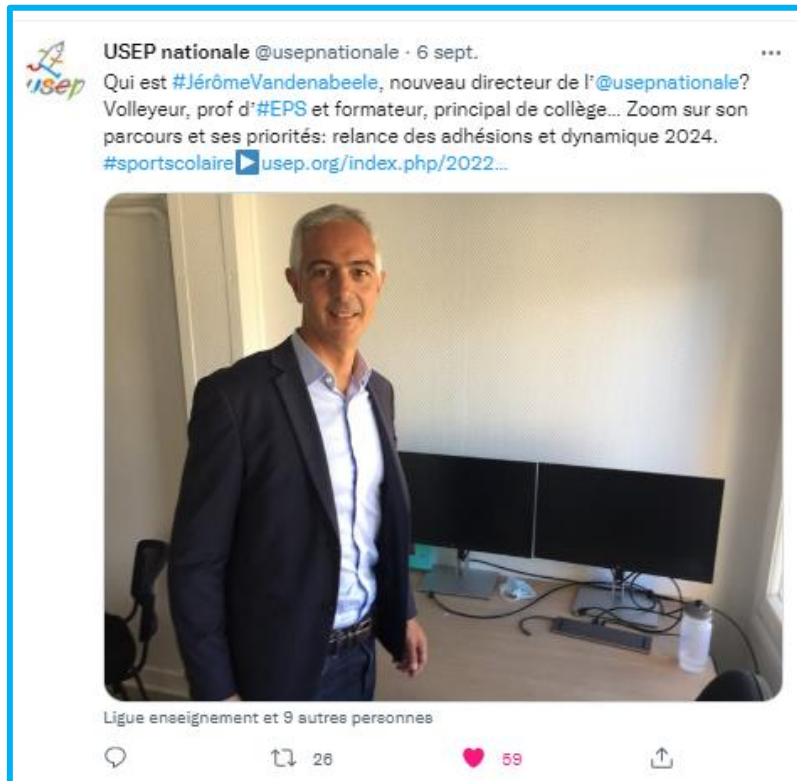 usep
USEP nationale @usepnationale · 6 sept.
Qui est #JérômeVandenabeele, nouveau directeur de l'@usepnationale?
Volleyeur, prof d'#EPS et formateur, principal de collège... Zoom sur son
parcours et ses priorités: relance des adhésions et dynamique 2024.
#sportscolaire▶usep.org/index.php/2022...
Ligue enseignement et 9 autres personnes
26 59